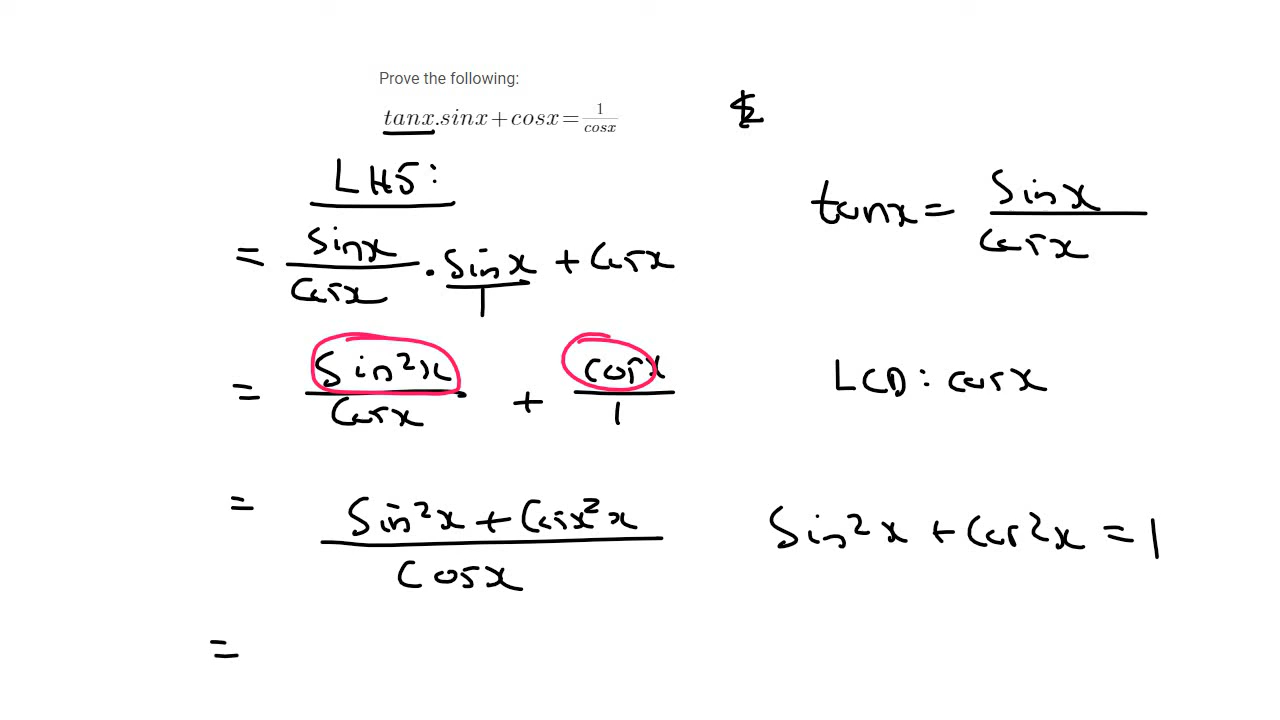 Prove the following:
tanx.sinx+cosx=1/cosx
LHS:
tanx = sinx/cosx
= sinx/cosx . sinx/1 + cosx
= sin²x/cosx + cosx/1
LCD: cosx
= sin²x + cosx²x/cosx
sin²x + cos²x = 1
=